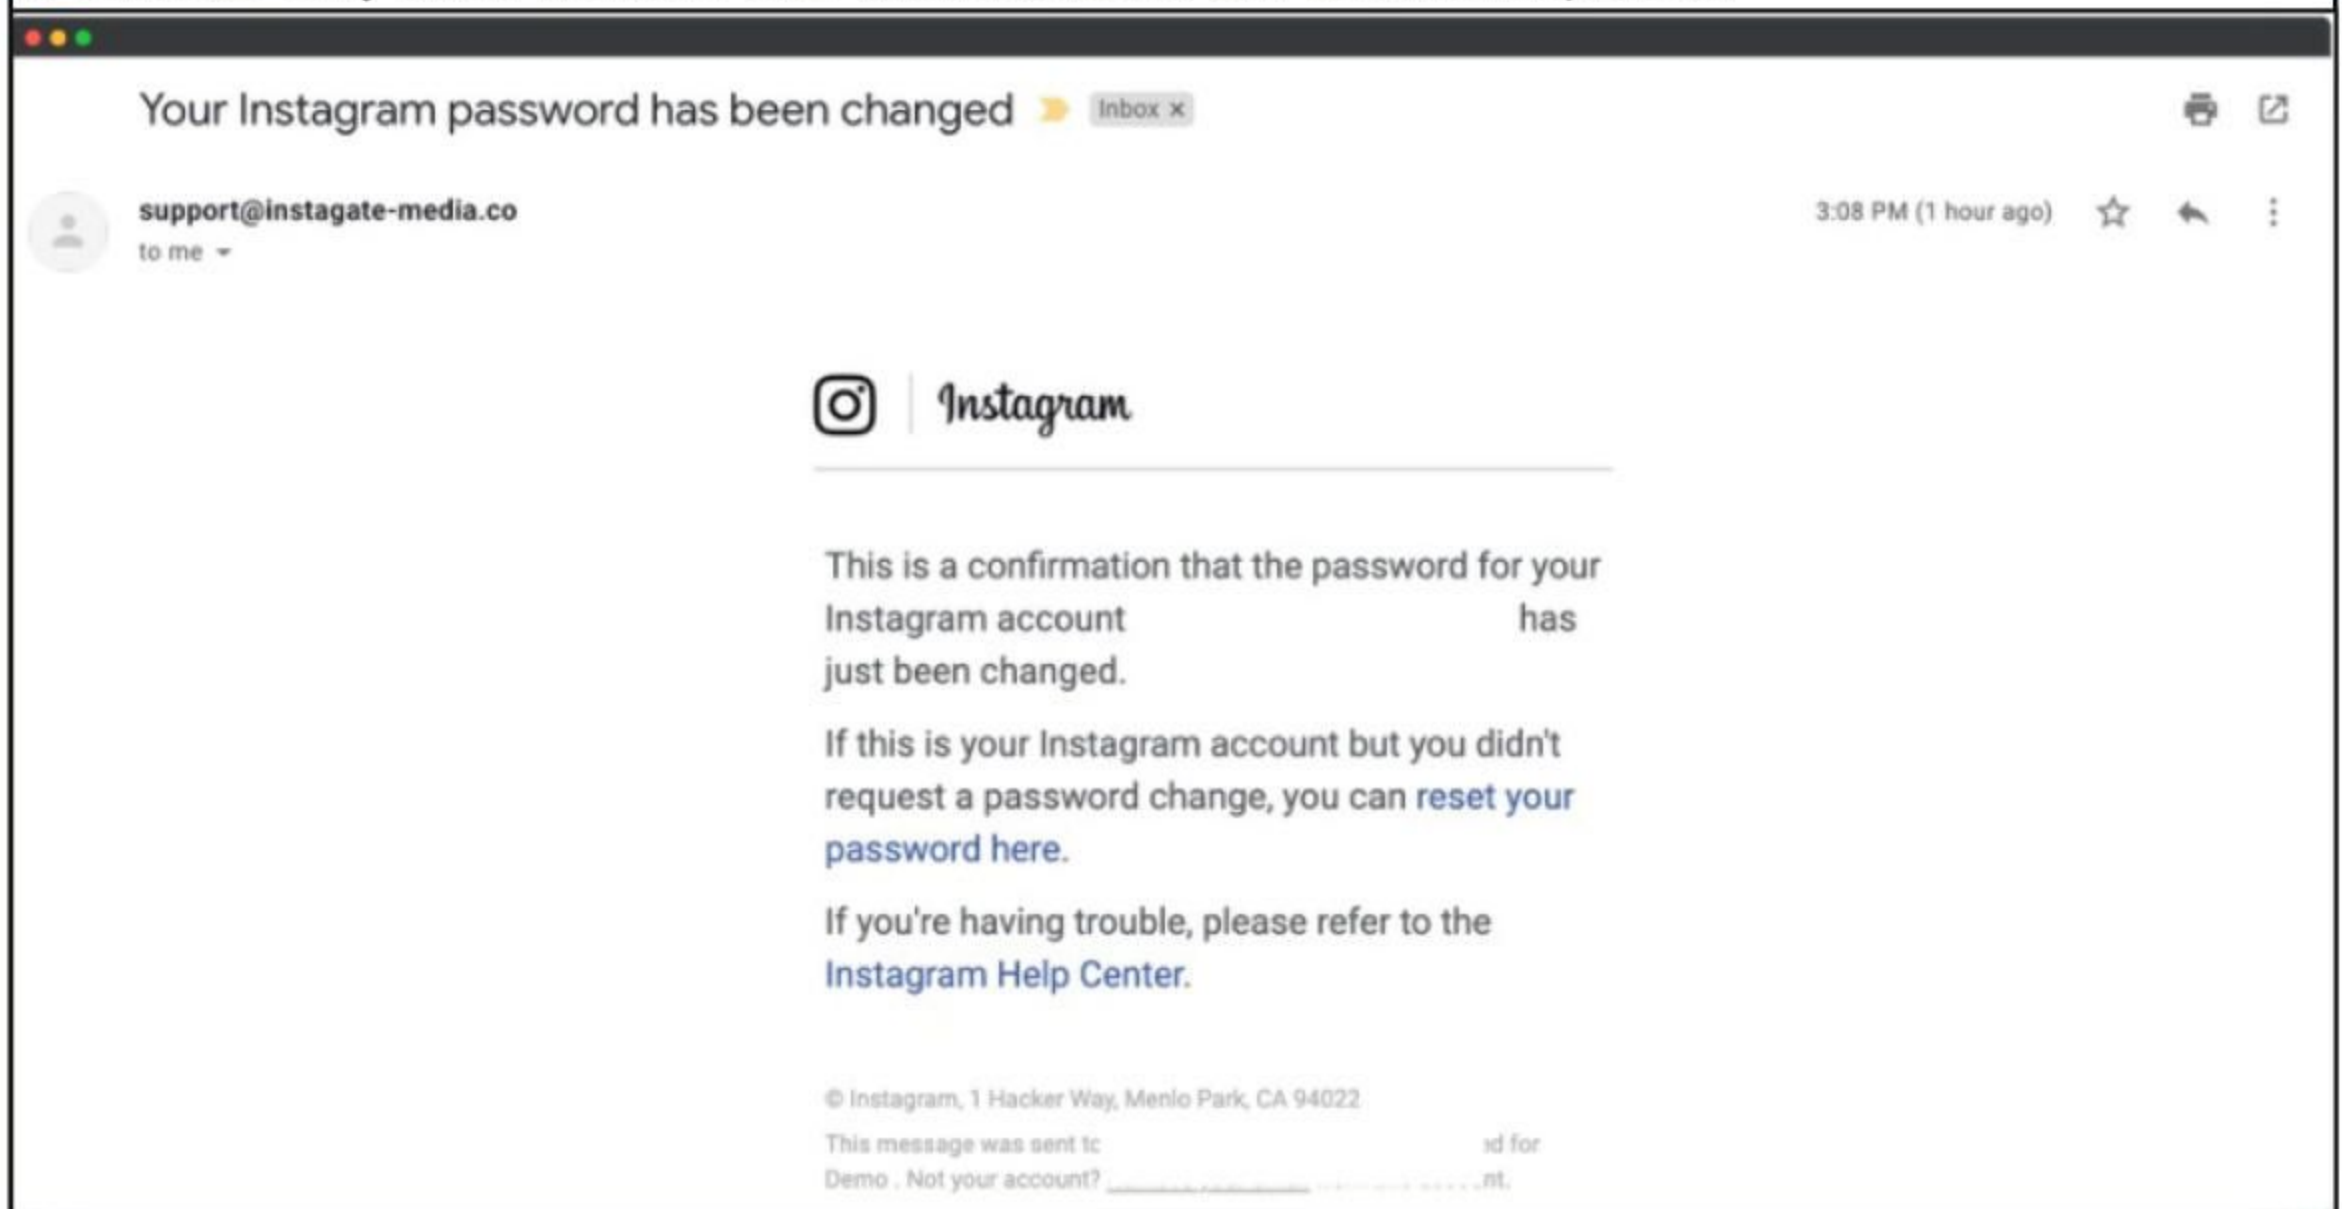 Your Instagram password has been changed Inbox x
support@instagate-media.co 3:08 PM (1 hour ago)
to me
Instagram
This is a confirmation that the password for your
Instagram account has
just been changed.
If this is your Instagram account but you didn't
request a password change, you can reset your
password here.
If you're having trouble, please refer to the
Instagram Help Center.
© Instagram, 1 Hacker Way, Menlo Park, CA 94022
This message was sent for
Demo . Not your account?